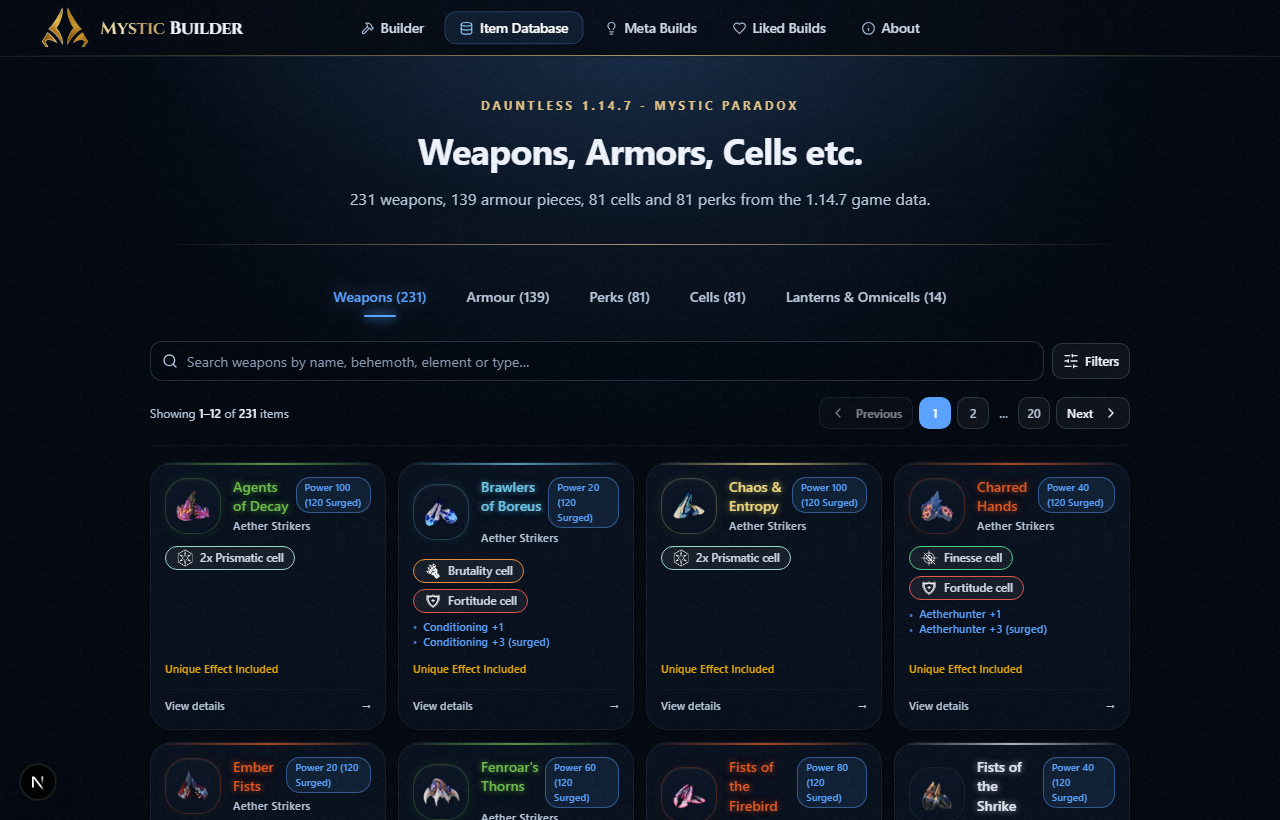 MYSTIC BUILDER
Builder
Item Database
Meta Builds
Liked Builds
About
DAUNTLESS 1.14.7 - MYSTIC PARADOX
Weapons, Armors, Cells etc.
231 weapons, 139 armour pieces, 81 cells and 81 perks from the 1.14.7 game data.
Weapons (231)
Armour (139)
Perks (81)
Cells (81)
Lanterns & Omnicells (14)
Search weapons by name, behemoth, element or type...
Filters
Showing 1–12 of 231 items
Previous
1
2
...
20
Next
Agents
of Decay
Power 100
(120 Surged)
Aether Strikers
2x Prismatic cell
Unique Effect Included
View details →
Brawlers
of Boreus
Power 20
(120
Surged)
Aether Strikers
Brutality cell
Fortitude cell
• Conditioning +1
• Conditioning +3 (surged)
Unique Effect Included
View details →
Chaos &
Entropy
Power 100
(120 Surged)
Aether Strikers
2x Prismatic cell
Unique Effect Included
View details →
Charred
Hands
Power 40
(120 Surged)
Aether Strikers
Finesse cell
Fortitude cell
• Aetherhunter +1
• Aetherhunter +3 (surged)
Unique Effect Included
View details →
Ember
Fists
Power 20 (120
Surged)
Aether Strikers
Fenroar's
Thorns
Power 60
(120
Surged)
Aether Strikers
Fists of
the
Firebird
Power 80
(120
Surged)
Fists of
the
Shrike
Power 40
(120
Surged)
N